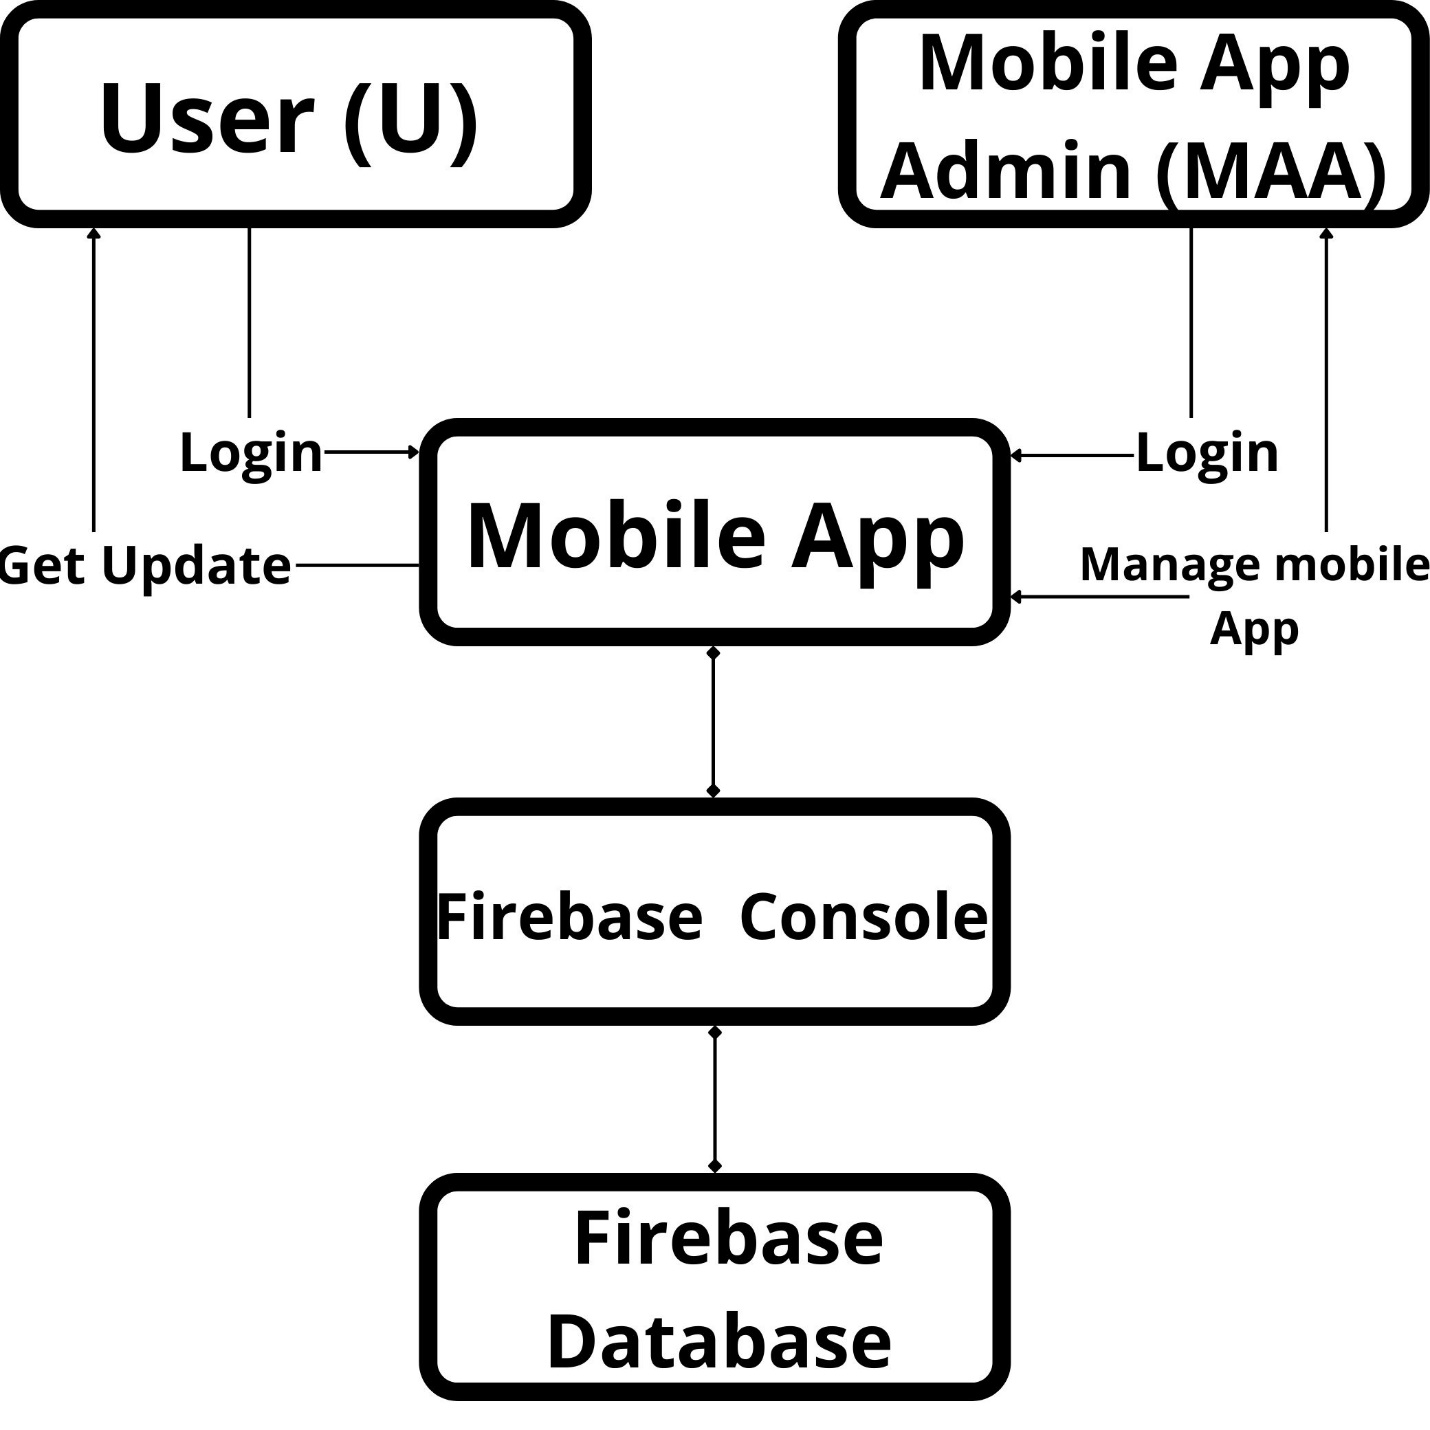 User (U)
Mobile App
Admin (MAA)
Login
Login
Mobile App
Get Update
Manage mobile
App
Firebase Console
Firebase
Database